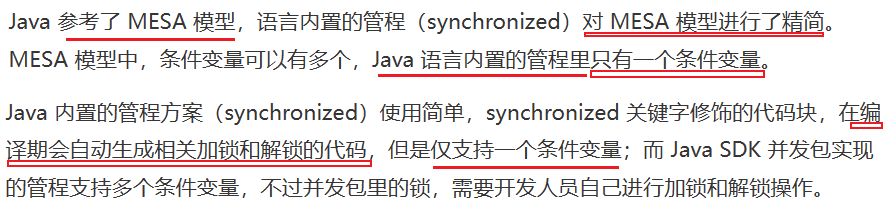 Java 参考了 MESA 模型，语言内置的管程（synchronized）对 MESA 模型进行了精简。
MESA 模型中，条件变量可以有多个，Java 语言内置的管程里只有一个条件变量。
Java 内置的管程方案（synchronized）使用简单，synchronized 关键字修饰的代码块，在编
译期会自动生成相关加锁和解锁的代码，但是仅支持一个条件变量；而 Java SDK 并发包实现
的管程支持多个条件变量，不过并发包里的锁，需要开发人员自己进行加锁和解锁操作。